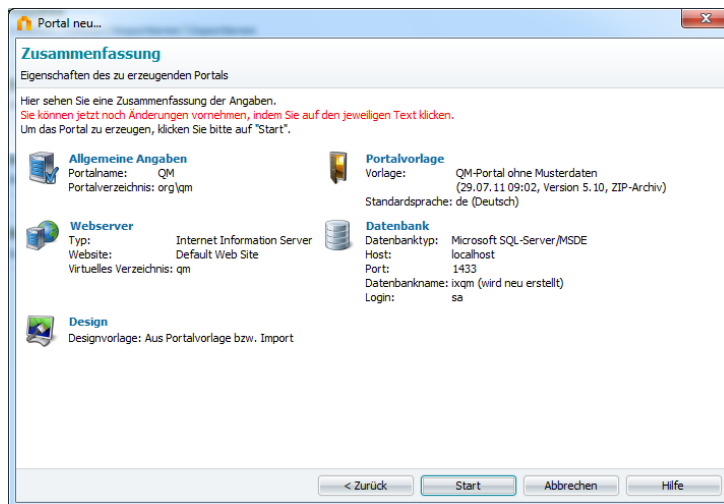 Portal neu...
Zusammenfassung
Eigenschaften des zu erzeugenden Portals
Hier sehen Sie eine Zusammenfassung der Angaben.
Sie können jetzt noch Änderungen vornehmen, indem Sie auf den jeweiligen Text klicken.
Um das Portal zu erzeugen, klicken Sie bitte auf "Start".
Allgemeine Angaben
Portalname: QM
Portalverzeichnis: org\qm
Portalvorlage
Vorlage: QM-Portal ohne Musterdaten
(29.07.11 09:02, Version 5.10, ZIP-Archiv)
Standardsprache: de (Deutsch)
Webserver
Typ: Internet Information Server
Website: Default Web Site
Virtuelles Verzeichnis: qm
Datenbank
Datenbanktyp: Microsoft SQL-Server/MSDE
Host: localhost
Port: 1433
Datenbankname: ixqm (wird neu erstellt)
Login: sa
Design
Designvorlage: Aus Portalvorlage bzw. Import
< Zurück Start Abbrechen Hilfe